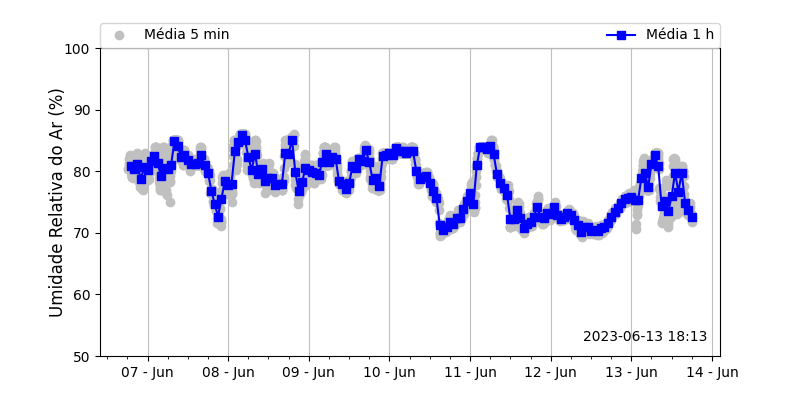 Média 5 min
Média 1 h
Umidade Relativa do Ar (%)
100
90
80
70
60
50
2023-06-13 18:13
07 - Jun
08 - Jun
09 - Jun
10 - Jun
11 - Jun
12 - Jun
13 - Jun
14 - Jun